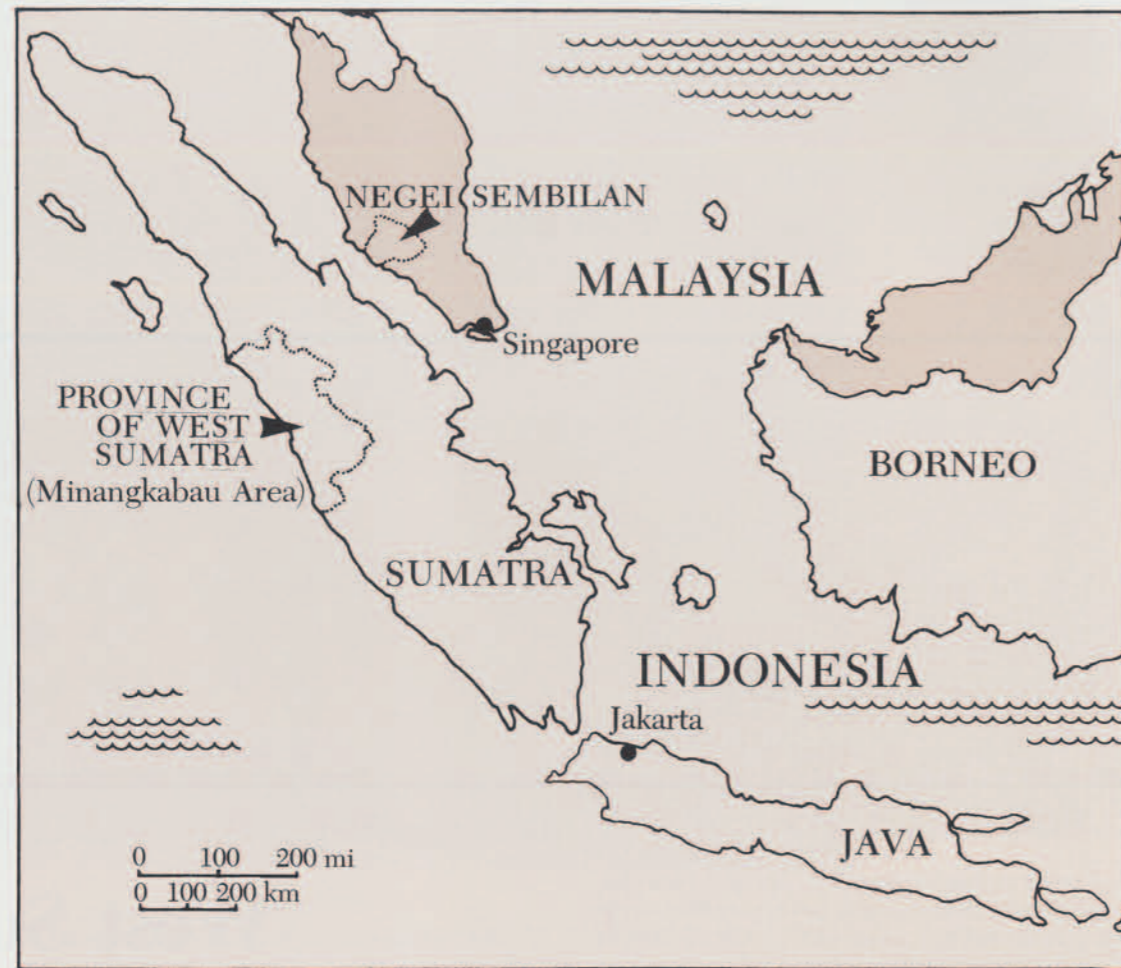 NEGEI SEMBILAN
MALAYSIA
Singapore
PROVINCE
OF WEST
SUMATRA
(Minangkabau Area)
BORNEO
SUMATRA
INDONESIA
Jakarta
JAVA
0 100 200 mi
0 100 200 km